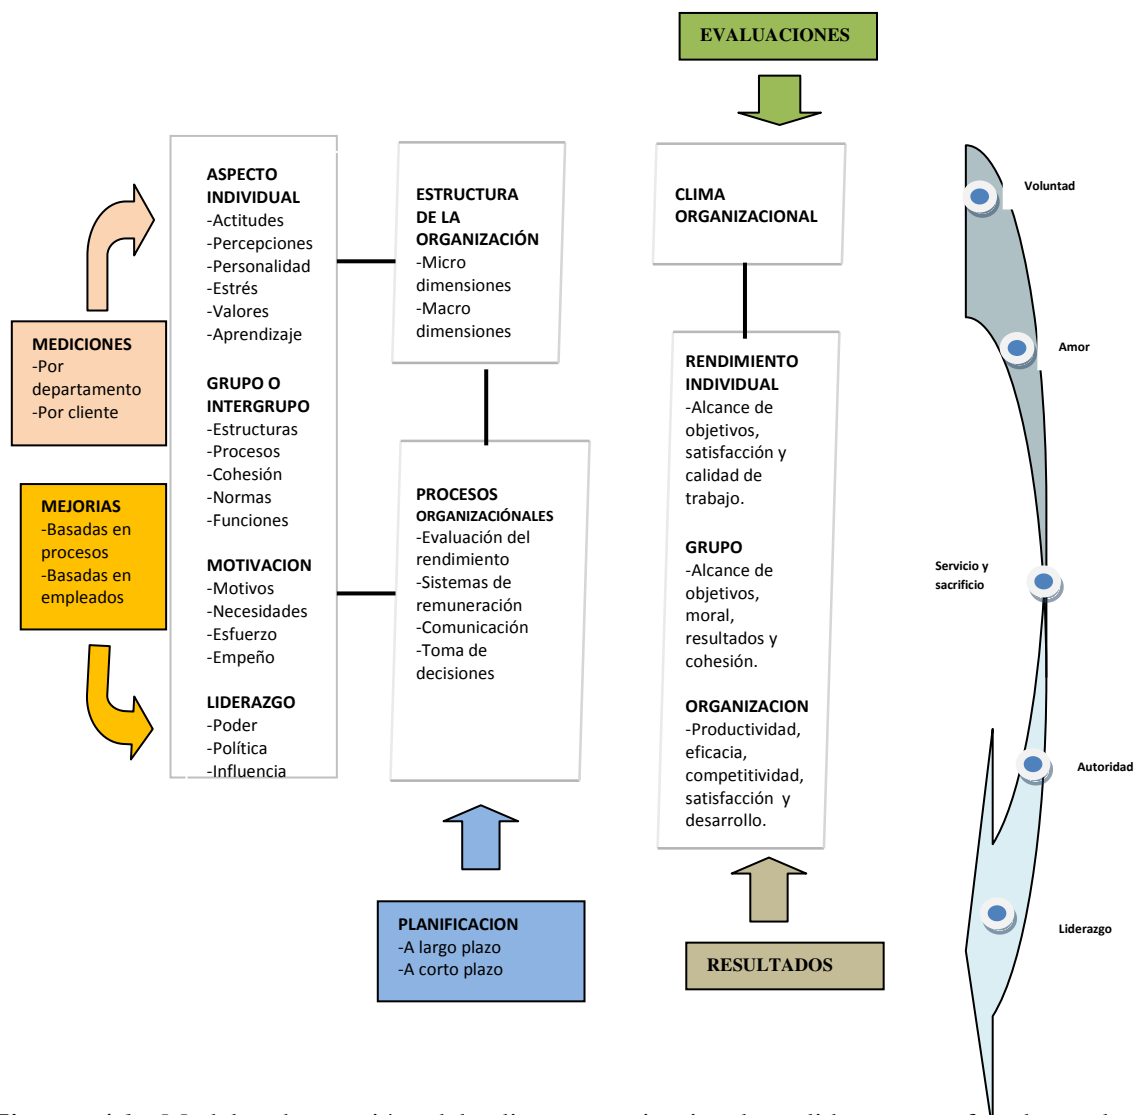 EVALUACIONES
MEDICIONES
-Por
departamento
-Por cliente
MEJORIAS
-Basadas en
procesos
-Basadas en
empleados
ASPECTO
INDIVIDUAL
-Actitudes
-Percepciones
-Personalidad
-Estrés
-Valores
-Aprendizaje
GRUPO O
INTERGRUPO
-Estructuras
-Procesos
-Cohesión
-Normas
-Funciones
MOTIVACION
-Motivos
-Necesidades
-Esfuerzo
-Empeño
LIDERAZGO
-Poder
-Política
-Influencia
ESTRUCTURA
DE LA
ORGANIZACIÓN
-Micro
dimensiones
-Macro
dimensiones
PROCESOS
ORGANIZACIÓNALES
-Evaluación del
rendimiento
-Sistemas de
remuneración
-Comunicación
-Toma de
decisiones
PLANIFICACION
-A largo plazo
-A corto plazo
CLIMA
ORGANIZACIONAL
RENDIMIENTO
INDIVIDUAL
-Alcance de
objetivos,
satisfacción y
calidad de
trabajo.
GRUPO
-Alcance de
objetivos,
moral,
resultados y
cohesión.
ORGANIZACION
-Productividad,
eficacia,
competitividad,
satisfacción y
desarrollo.
RESULTADOS
Voluntad
Amor
Servicio y
sacrificio
Autoridad
Liderazgo